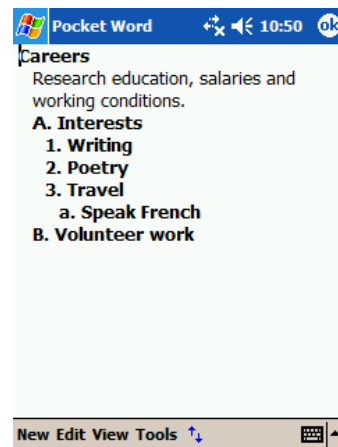 Pocket Word 10:50 ok
Careers
Research education, salaries and
working conditions.
A. Interests
1. Writing
2. Poetry
3. Travel
a. Speak French
B. Volunteer work
New Edit View Tools